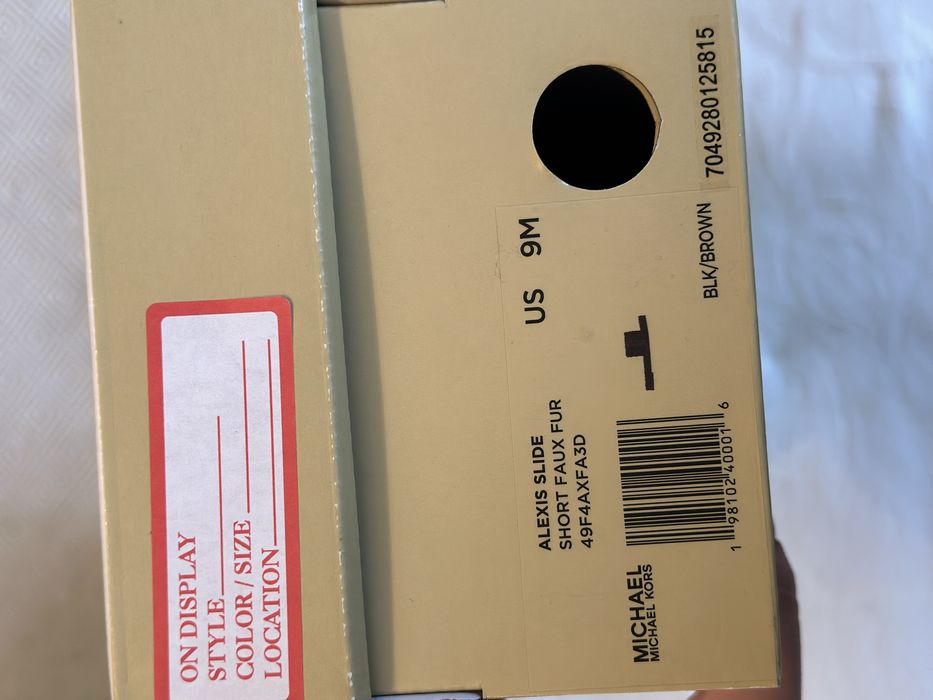 ON DISPLAY
STYLE
COLOR / SIZE
LOCATION
ALEXIS SLIDE
SHORT FAUX FUR
49F4AXFA3D
US 9M
MICHAEL
MICHAEL KORS
1 98102 40001 6
BLK/BROWN
7049280125815